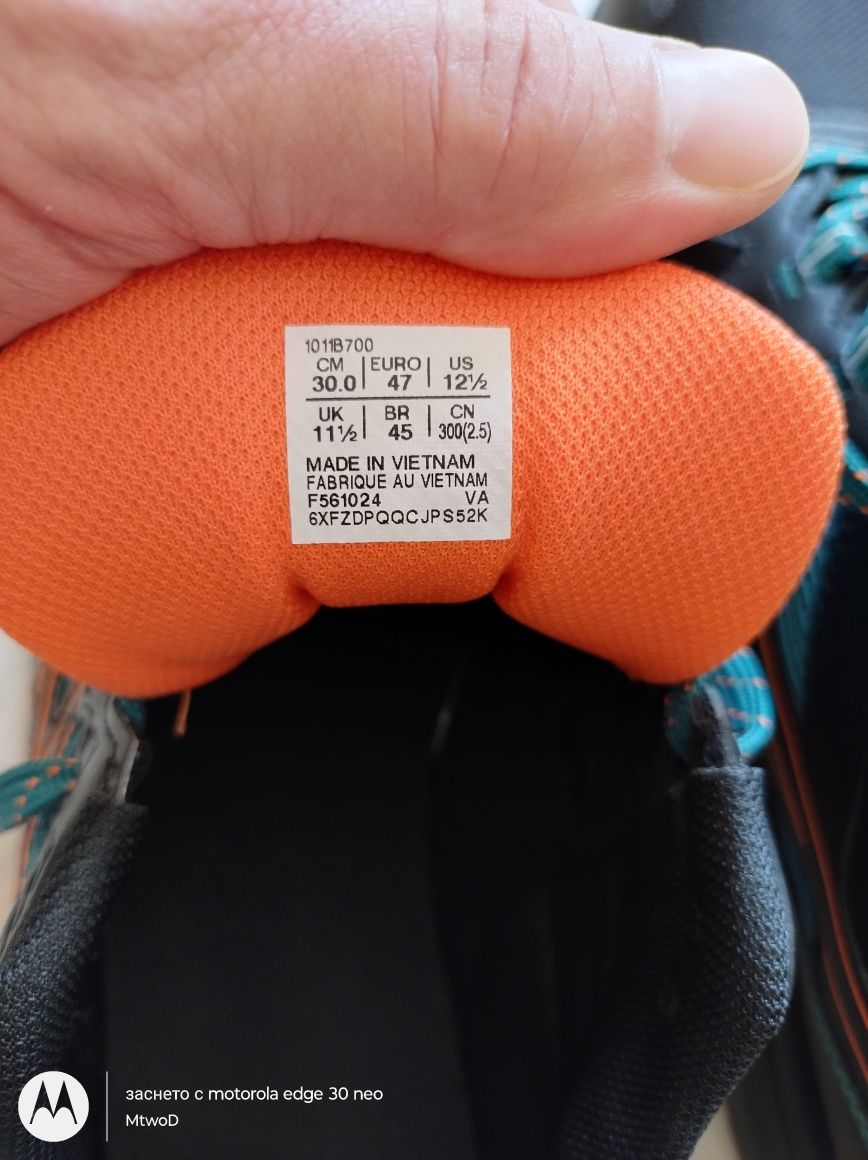 1011B700
CM | EURO | US
30.0 | 47 | 12½
UK | BR | CN
11½ | 45 | 300(2.5)
MADE IN VIETNAM
FABRIQUE AU VIETNAM
F561024 VA
6XFZDPQQCJPS52K
заснето с motorola edge 30 neo
MtwoD